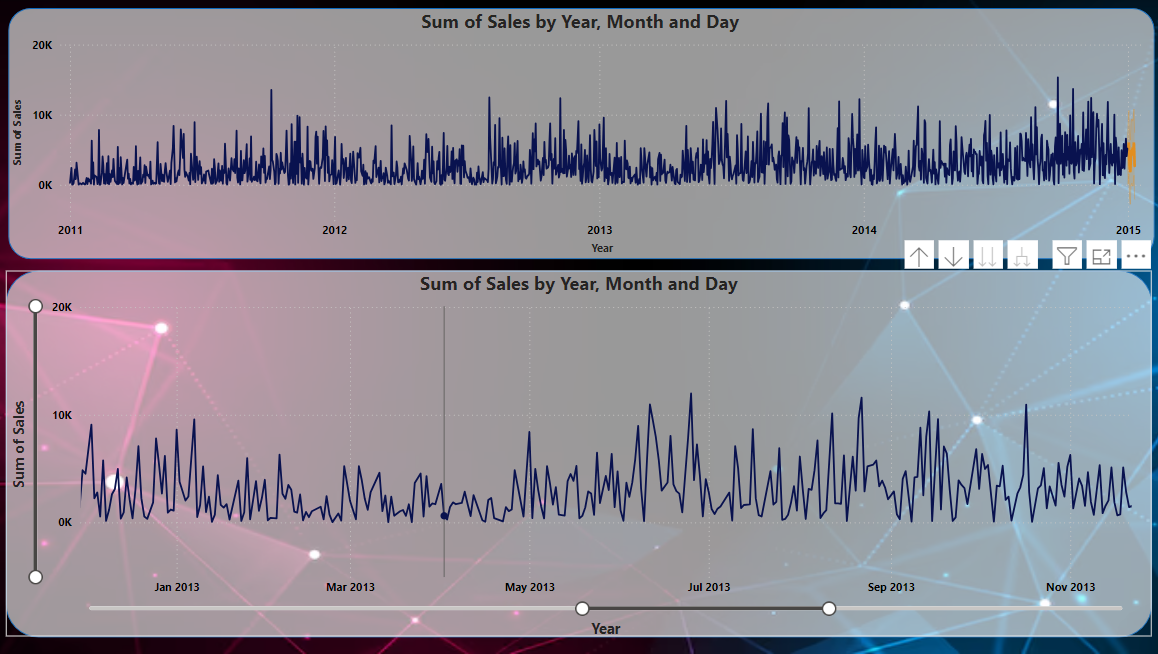 Sum of Sales by Year, Month and Day
20K
10K
0K
Sum of Sales
2011 2012 2013 2014 2015
Year
Sum of Sales by Year, Month and Day
20K
10K
0K
Sum of Sales
Jan 2013 Mar 2013 May 2013 Jul 2013 Sep 2013 Nov 2013
Year